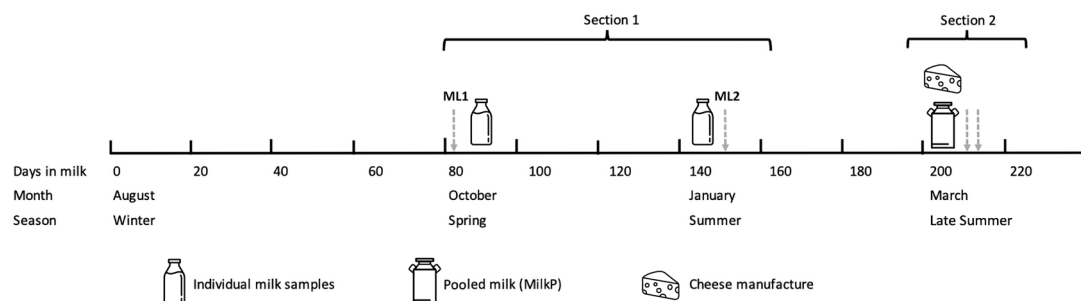 Section 1 Section 2
ML1 ML2
Days in milk 0 20 40 60 80 100 120 140 160 180 200 220
Month August October January March
Season Winter Spring Summer Late Summer
Individual milk samples Pooled milk (MilkP) Cheese manufacture